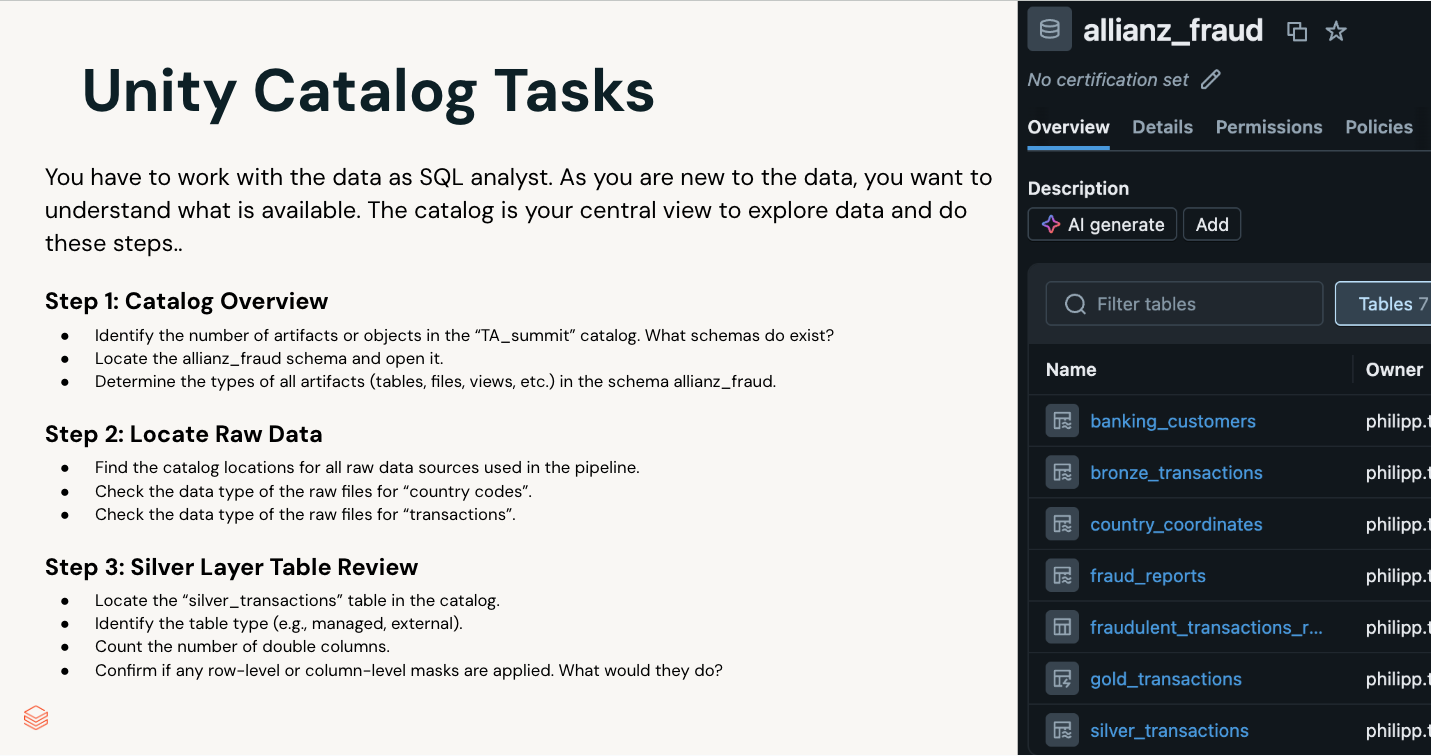 Unity Catalog Tasks
You have to work with the data as SQL analyst. As you are new to the data, you want to
understand what is available. The catalog is your central view to explore data and do
these steps..
Step 1: Catalog Overview
● Identify the number of artifacts or objects in the “TA_summit” catalog. What schemas do exist?
● Locate the allianz_fraud schema and open it.
● Determine the types of all artifacts (tables, files, views, etc.) in the schema allianz_fraud.
Step 2: Locate Raw Data
● Find the catalog locations for all raw data sources used in the pipeline.
● Check the data type of the raw files for “country codes”.
● Check the data type of the raw files for “transactions”.
Step 3: Silver Layer Table Review
● Locate the “silver_transactions” table in the catalog.
● Identify the table type (e.g., managed, external).
● Count the number of double columns.
● Confirm if any row-level or column-level masks are applied. What would they do?
allianz_fraud
No certification set
Overview Details Permissions Policies
Description
AI generate Add
Filter tables Tables 7
Name Owner
banking_customers philipp.t
bronze_transactions philipp.t
country_coordinates philipp.t
fraud_reports philipp.t
fraudulent_transactions_r... philipp.t
gold_transactions philipp.t
silver_transactions philipp.t